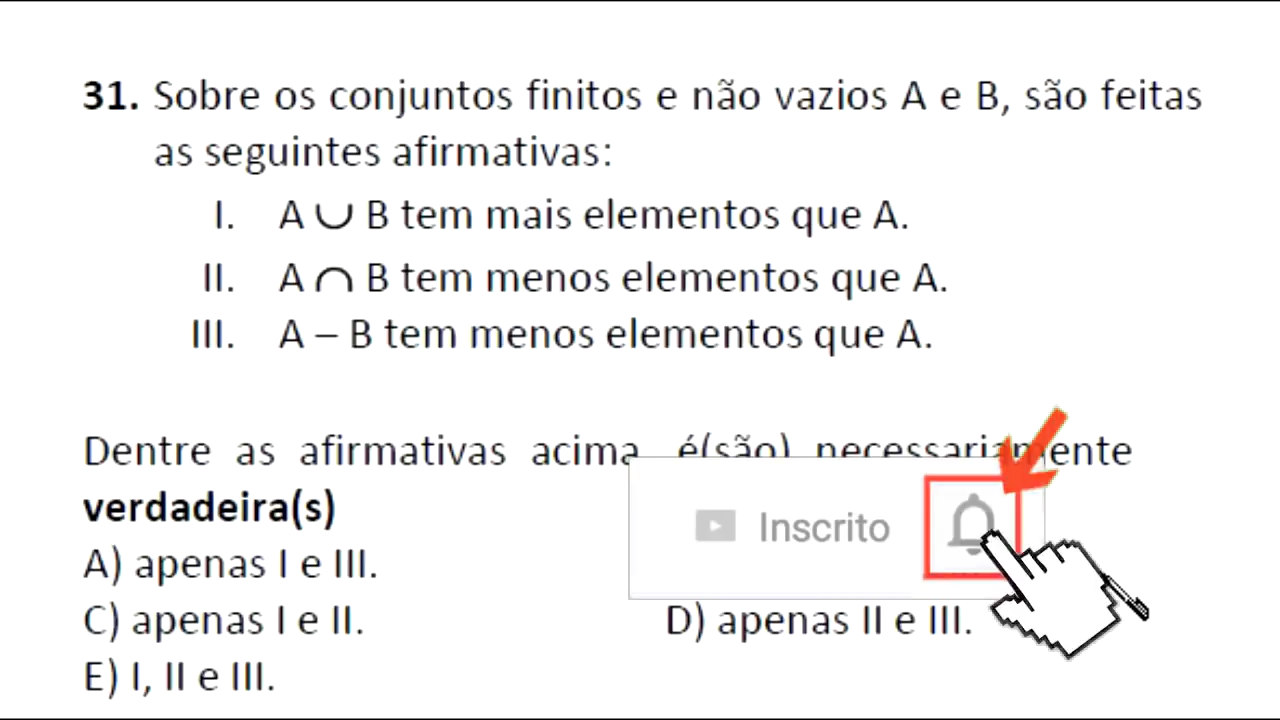 31. Sobre os conjuntos finitos e não vazios A e B, são feitas
as seguintes afirmativas:
I. A ∪ B tem mais elementos que A.
II. A ∩ B tem menos elementos que A.
III. A – B tem menos elementos que A.
Dentre as afirmativas acima, é(são) necessariamente
verdadeira(s)
Inscrito
A) apenas I e III.
C) apenas I e II. D) apenas II e III.
E) I, II e III.